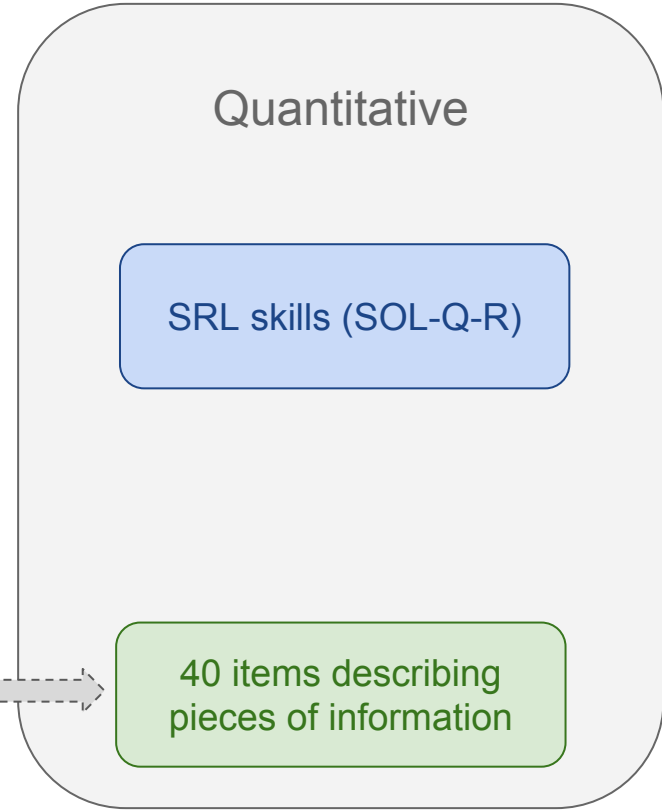 Quantitative
SRL skills (SOL-Q-R)
40 items describing
pieces of information